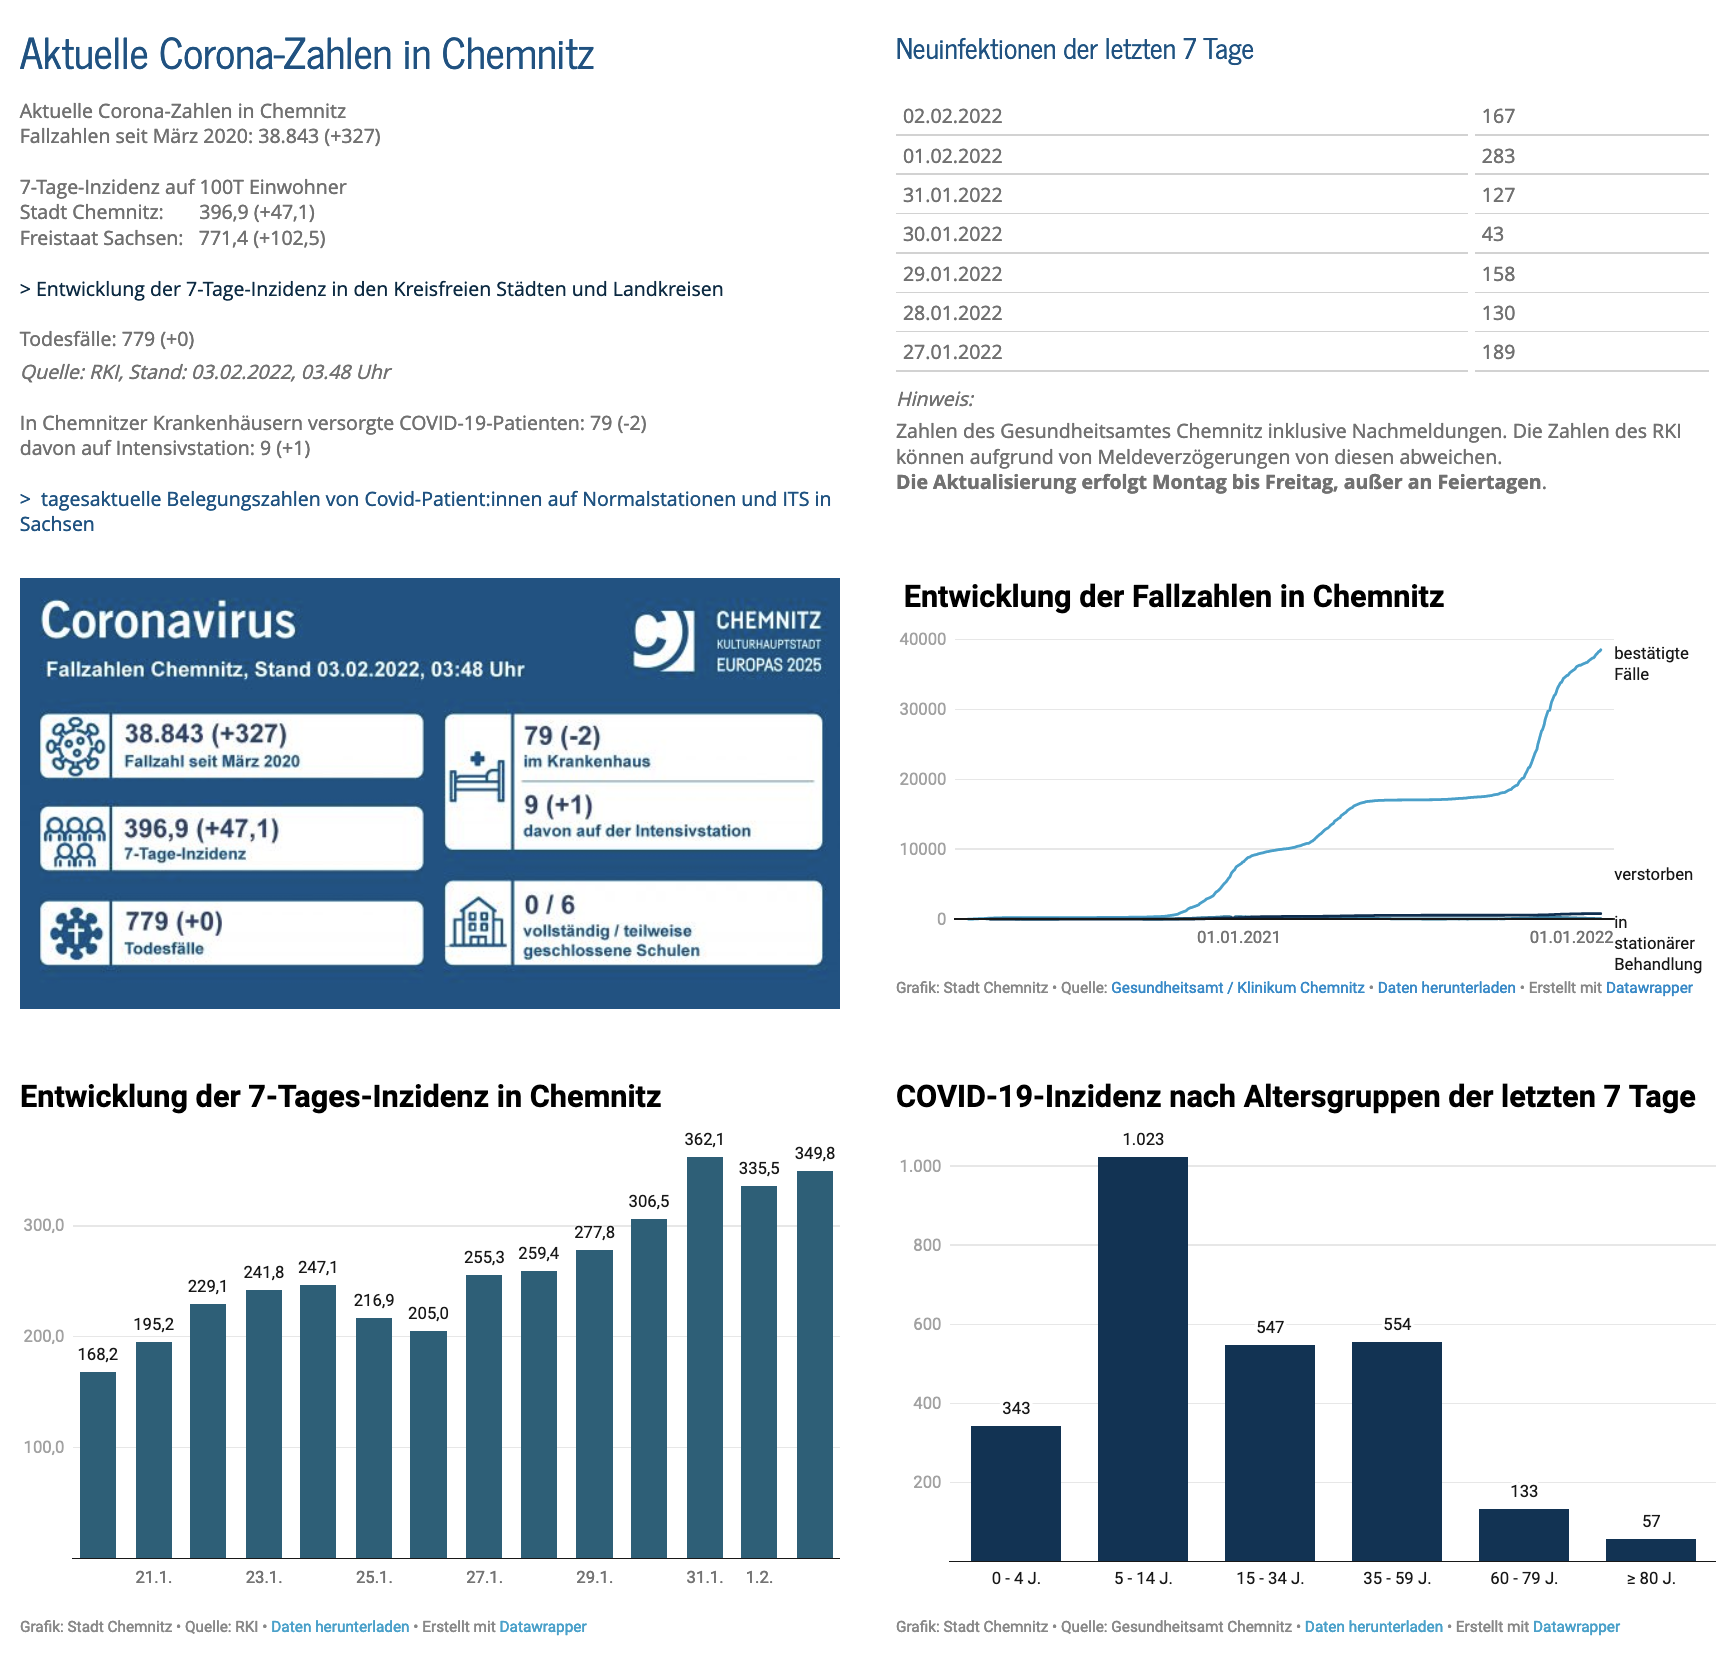 Aktuelle Corona-Zahlen in Chemnitz
Aktuelle Corona-Zahlen in Chemnitz
Fallzahlen seit März 2020: 38.843 (+327)
7-Tage-Inzidenz auf 100T Einwohner
Stadt Chemnitz: 396,9 (+47,1)
Freistaat Sachsen: 771,4 (+102,5)
> Entwicklung der 7-Tage-Inzidenz in den Kreisfreien Städten und Landkreisen
Todesfälle: 779 (+0)
Quelle: RKI, Stand: 03.02.2022, 03.48 Uhr
In Chemnitzer Krankenhäusern versorgte COVID-19-Patienten: 79 (-2)
davon auf Intensivstation: 9 (+1)
> tagesaktuelle Belegungszahlen von Covid-Patient:innen auf Normalstationen und ITS in
Sachsen
Neuinfektionen der letzten 7 Tage
02.02.2022 167
01.02.2022 283
31.01.2022 127
30.01.2022 43
29.01.2022 158
28.01.2022 130
27.01.2022 189
Hinweis:
Zahlen des Gesundheitsamtes Chemnitz inklusive Nachmeldungen. Die Zahlen des RKI
können aufgrund von Meldeverzögerungen von diesen abweichen.
Die Aktualisierung erfolgt Montag bis Freitag, außer an Feiertagen.
Coronavirus
Fallzahlen Chemnitz, Stand 03.02.2022, 03:48 Uhr
CHEMNITZ
KULTURHAUPTSTADT
EUROPAS 2025
38.843 (+327)
Fallzahl seit März 2020
396,9 (+47,1)
7-Tage-Inzidenz
779 (+0)
Todesfälle
79 (-2)
im Krankenhaus
9 (+1)
davon auf der Intensivstation
0 / 6
vollständig / teilweise
geschlossene Schulen
Entwicklung der Fallzahlen in Chemnitz
40000
30000
20000
10000
0
bestätigte
Fälle
verstorben
in
stationärer
Behandlung
01.01.2021 01.01.2022
Grafik: Stadt Chemnitz • Quelle: Gesundheitsamt / Klinikum Chemnitz • Daten herunterladen • Erstellt mit Datawrapper
Entwicklung der 7-Tages-Inzidenz in Chemnitz
300,0
200,0
100,0
168,2 195,2 229,1 241,8 247,1 216,9 205,0 255,3 259,4 277,8 306,5 362,1 335,5 349,8
21.1. 23.1. 25.1. 27.1. 29.1. 31.1. 1.2.
Grafik: Stadt Chemnitz • Quelle: RKI • Daten herunterladen • Erstellt mit Datawrapper
COVID-19-Inzidenz nach Altersgruppen der letzten 7 Tage
1.000
800
600
400
200
343 1.023 547 554 133 57
0 - 4 J. 5 - 14 J. 15 - 34 J. 35 - 59 J. 60 - 79 J. ≥ 80 J.
Grafik: Stadt Chemnitz • Quelle: Gesundheitsamt Chemnitz • Daten herunterladen • Erstellt mit Datawrapper